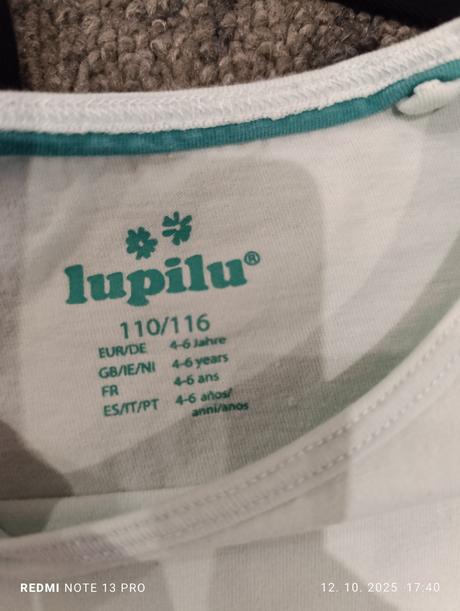 lupilu®
110/116
EUR/DE 4-6 Jahre
GB/IE/NI 4-6 years
FR 4-6 ans
ES/IT/PT 4-6 años/
anni/anos
REDMI NOTE 13 PRO
12. 10. 2025 17:40